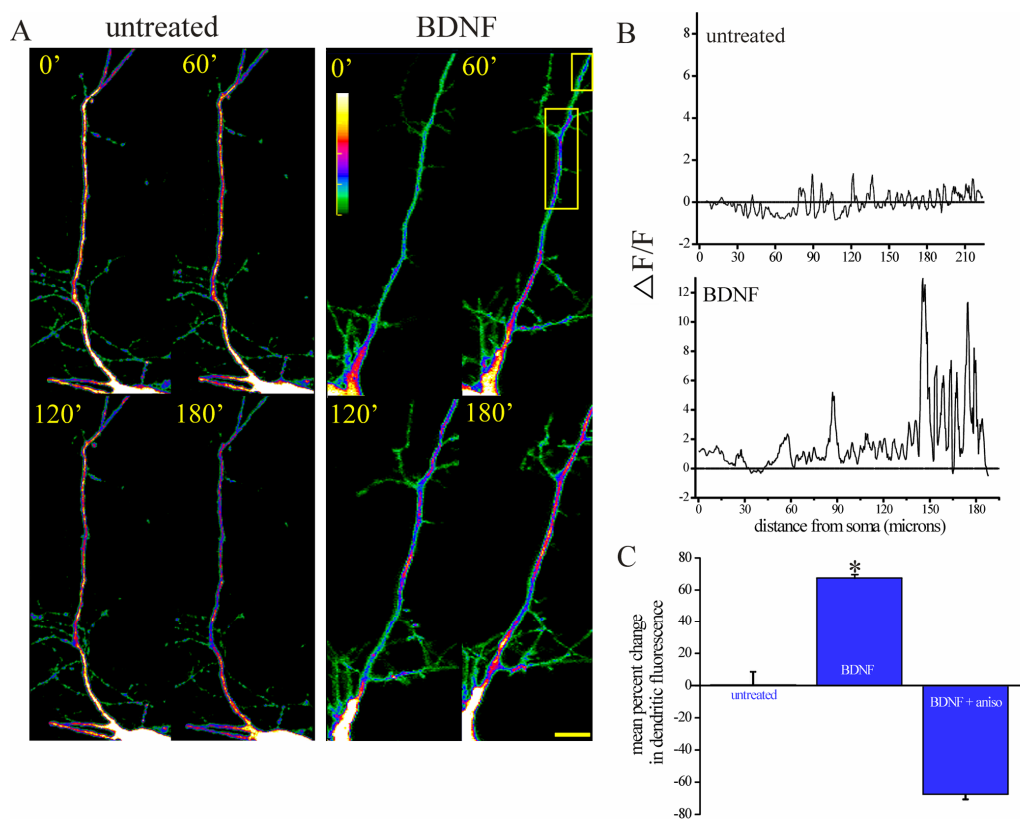 A
untreated
BDNF
0’ 60’ 0’ 60’
120’ 180’ 120’ 180’
B
untreated
8
6
4
2
0
-2
0 30 60 90 120 150 180 210
△F/F
BDNF
12
10
8
6
4
2
0
-2
0 30 60 90 120 150 180
distance from soma (microns)
C
mean percent change
in dendritic fluorescence
80
60
40
20
0
-20
-40
-60
-80
*
untreated
BDNF
BDNF + aniso